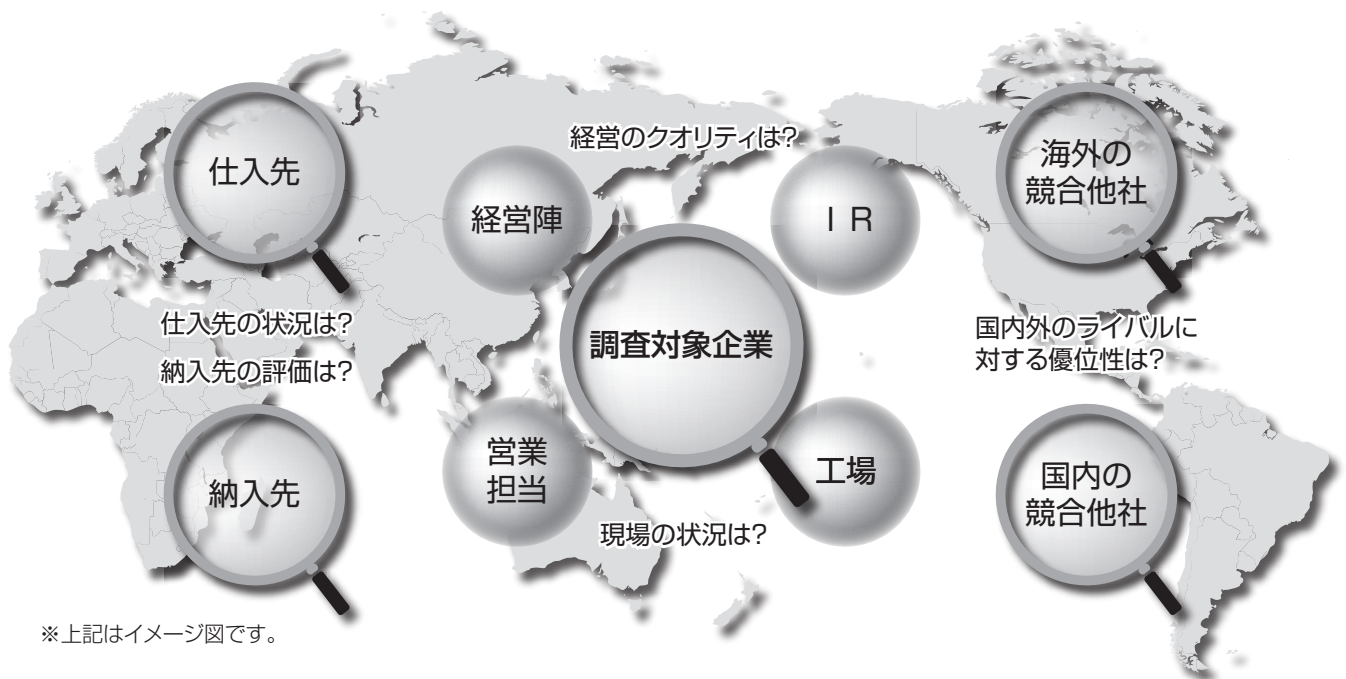 経営のクオリティは?
仕入先
経営陣
I R
海外の
競合他社
調査対象企業
仕入先の状況は?
納入先の評価は?
国内外のライバルに
対する優位性は?
納入先
営業
担当
工場
国内の
競合他社
現場の状況は?
※上記はイメージ図です。